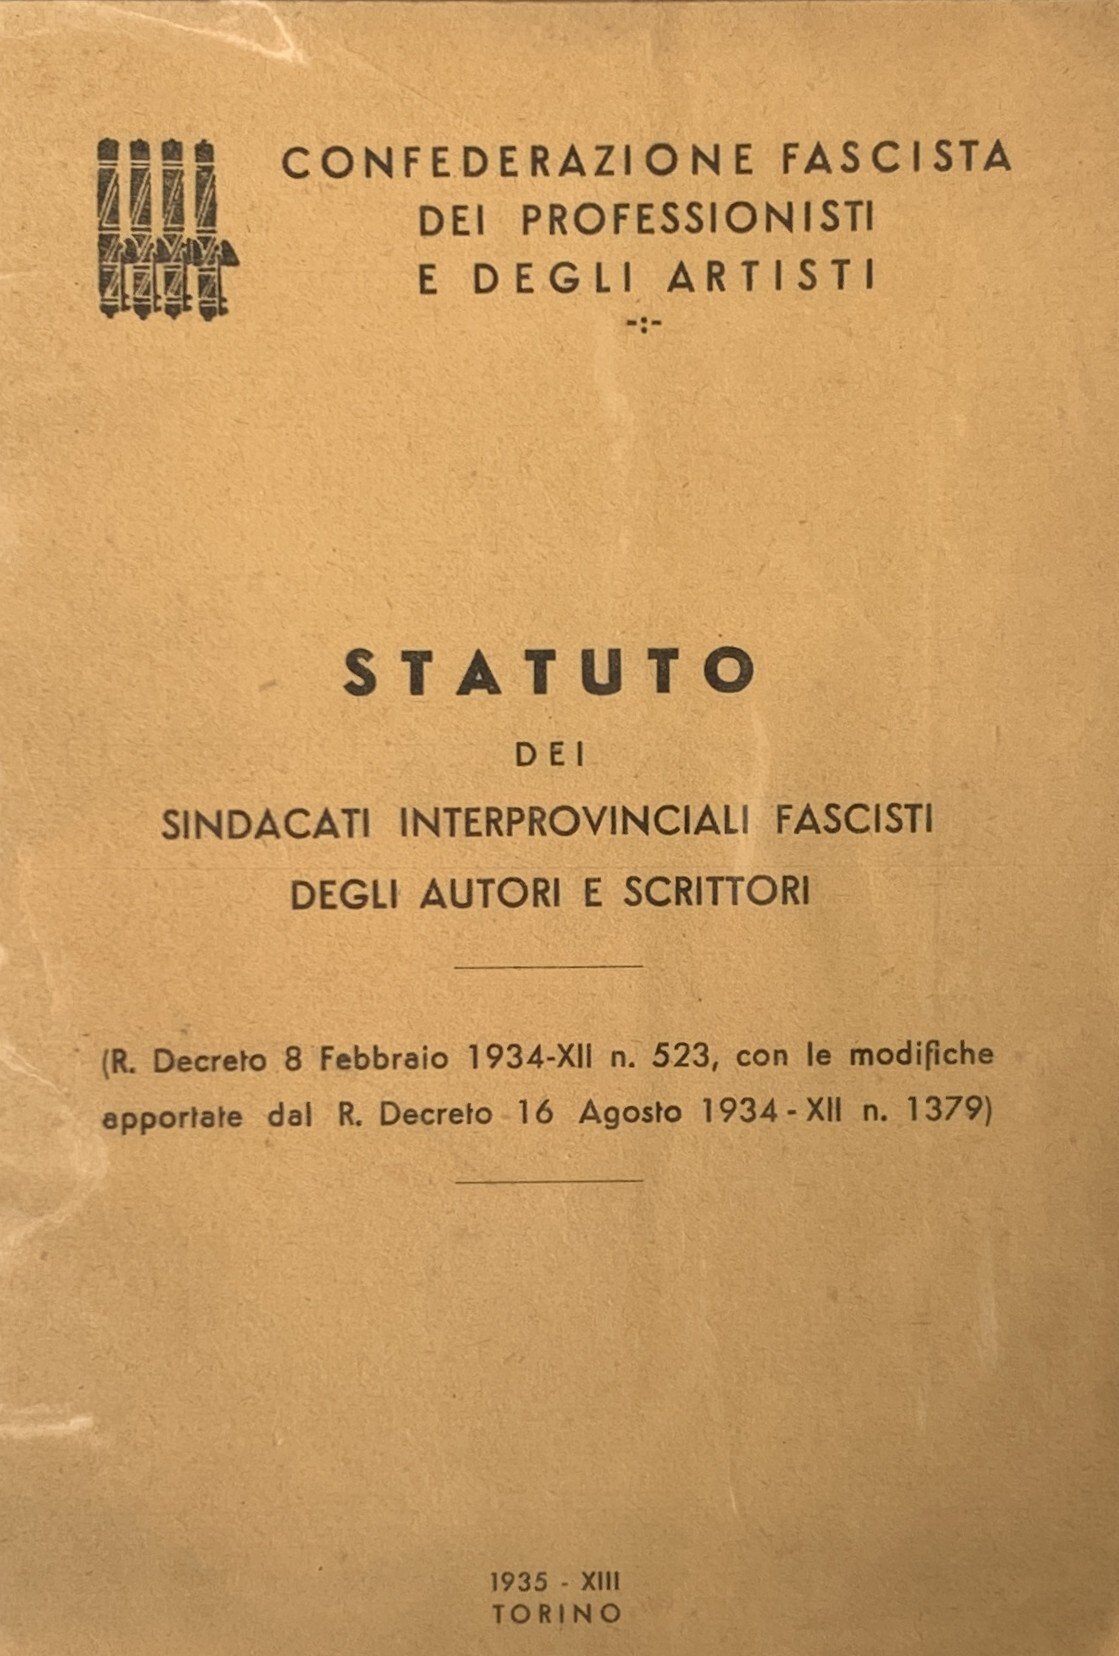 CONFEDERAZIONE FASCISTA
DEI PROFESSIONISTI
E DEGLI ARTISTI
-:-
STATUTO
DEI
SINDACATI INTERPROVINCIALI FASCISTI
DEGLI AUTORI E SCRITTORI
(R. Decreto 8 Febbraio 1934-XII n. 523, con le modifiche
apportate dal R. Decreto 16 Agosto 1934 - XII n. 1379)
1935 - XIII
TORINO